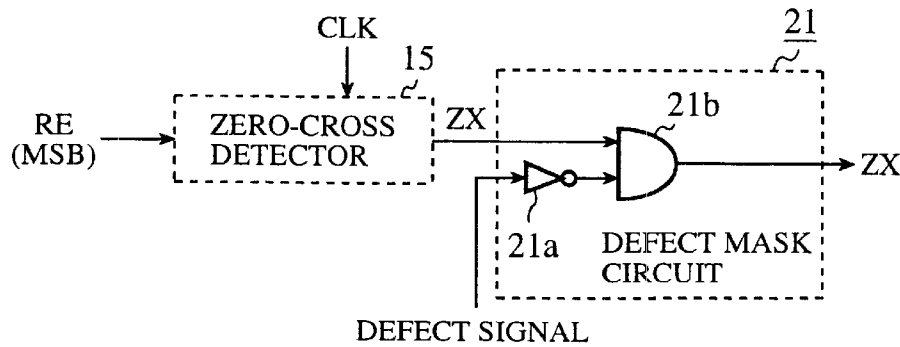 CLK
15
21
RE
(MSB)
ZERO-CROSS
DETECTOR
ZX
21b
ZX
21a
DEFECT MASK
CIRCUIT
DEFECT SIGNAL